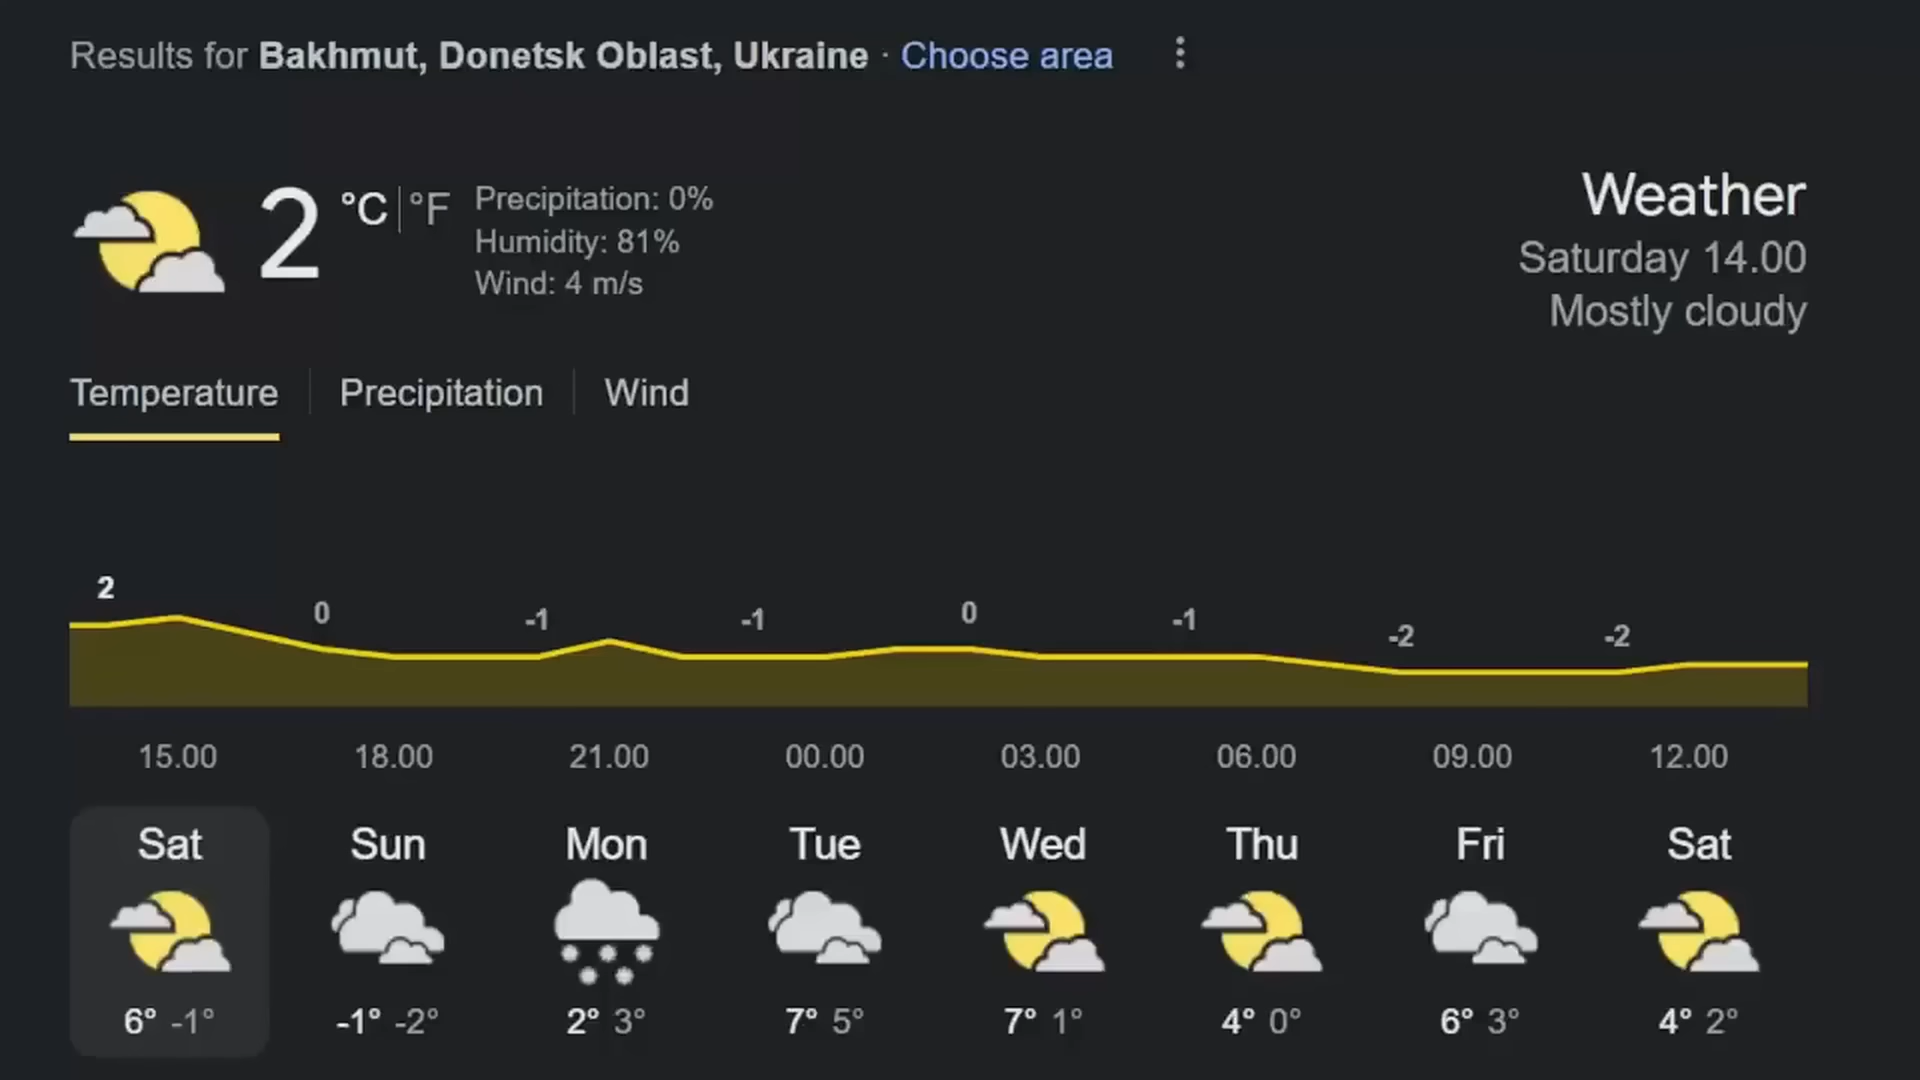 Results for Bakhmut, Donetsk Oblast, Ukraine · Choose area
2 °C | °F
Precipitation: 0%
Humidity: 81%
Wind: 4 m/s
Weather
Saturday 14.00
Mostly cloudy
Temperature Precipitation Wind
2 0 -1 -1 0 -1 -2 -2
15.00 18.00 21.00 00.00 03.00 06.00 09.00 12.00
Sat Sun Mon Tue Wed Thu Fri Sat
6° -1° -1° -2° 2° 3° 7° 5° 7° 1° 4° 0° 6° 3° 4° 2°